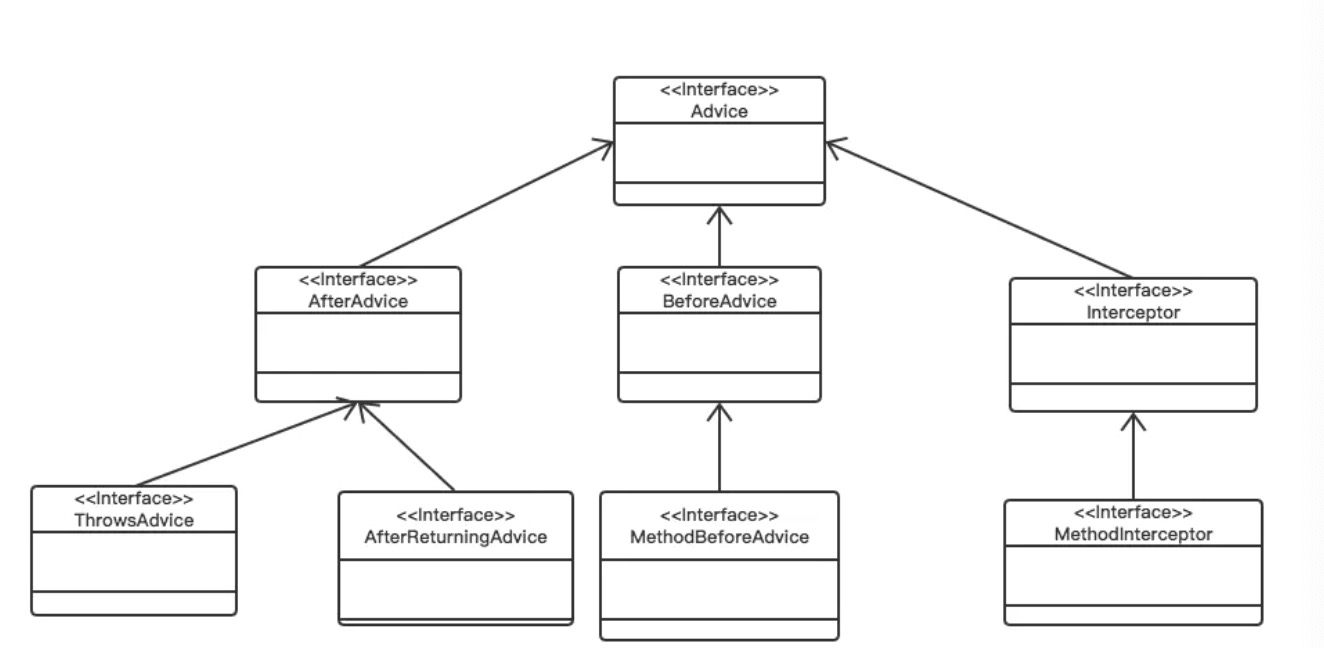 <<Interface>>
Advice
<<Interface>>
AfterAdvice
<<Interface>>
BeforeAdvice
<<Interface>>
Interceptor
<<Interface>>
ThrowsAdvice
<<Interface>>
AfterReturningAdvice
<<Interface>>
MethodBeforeAdvice
<<Interface>>
MethodInterceptor